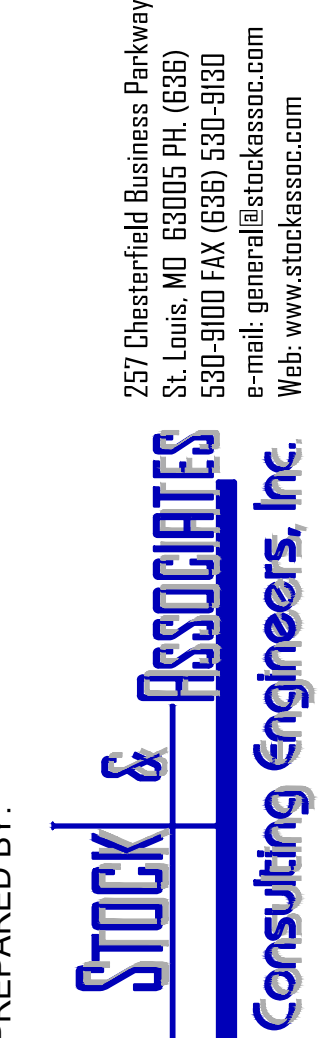 PREPARED BY:
STOCK & ASSOCIATES
Consulting Engineers, Inc.
257 Chesterfield Business Parkway
St. Louis, MO 63005 PH. (636)
530-9100 FAX (636) 530-9130
e-mail: general@stockassoc.com
Web: www.stockassoc.com